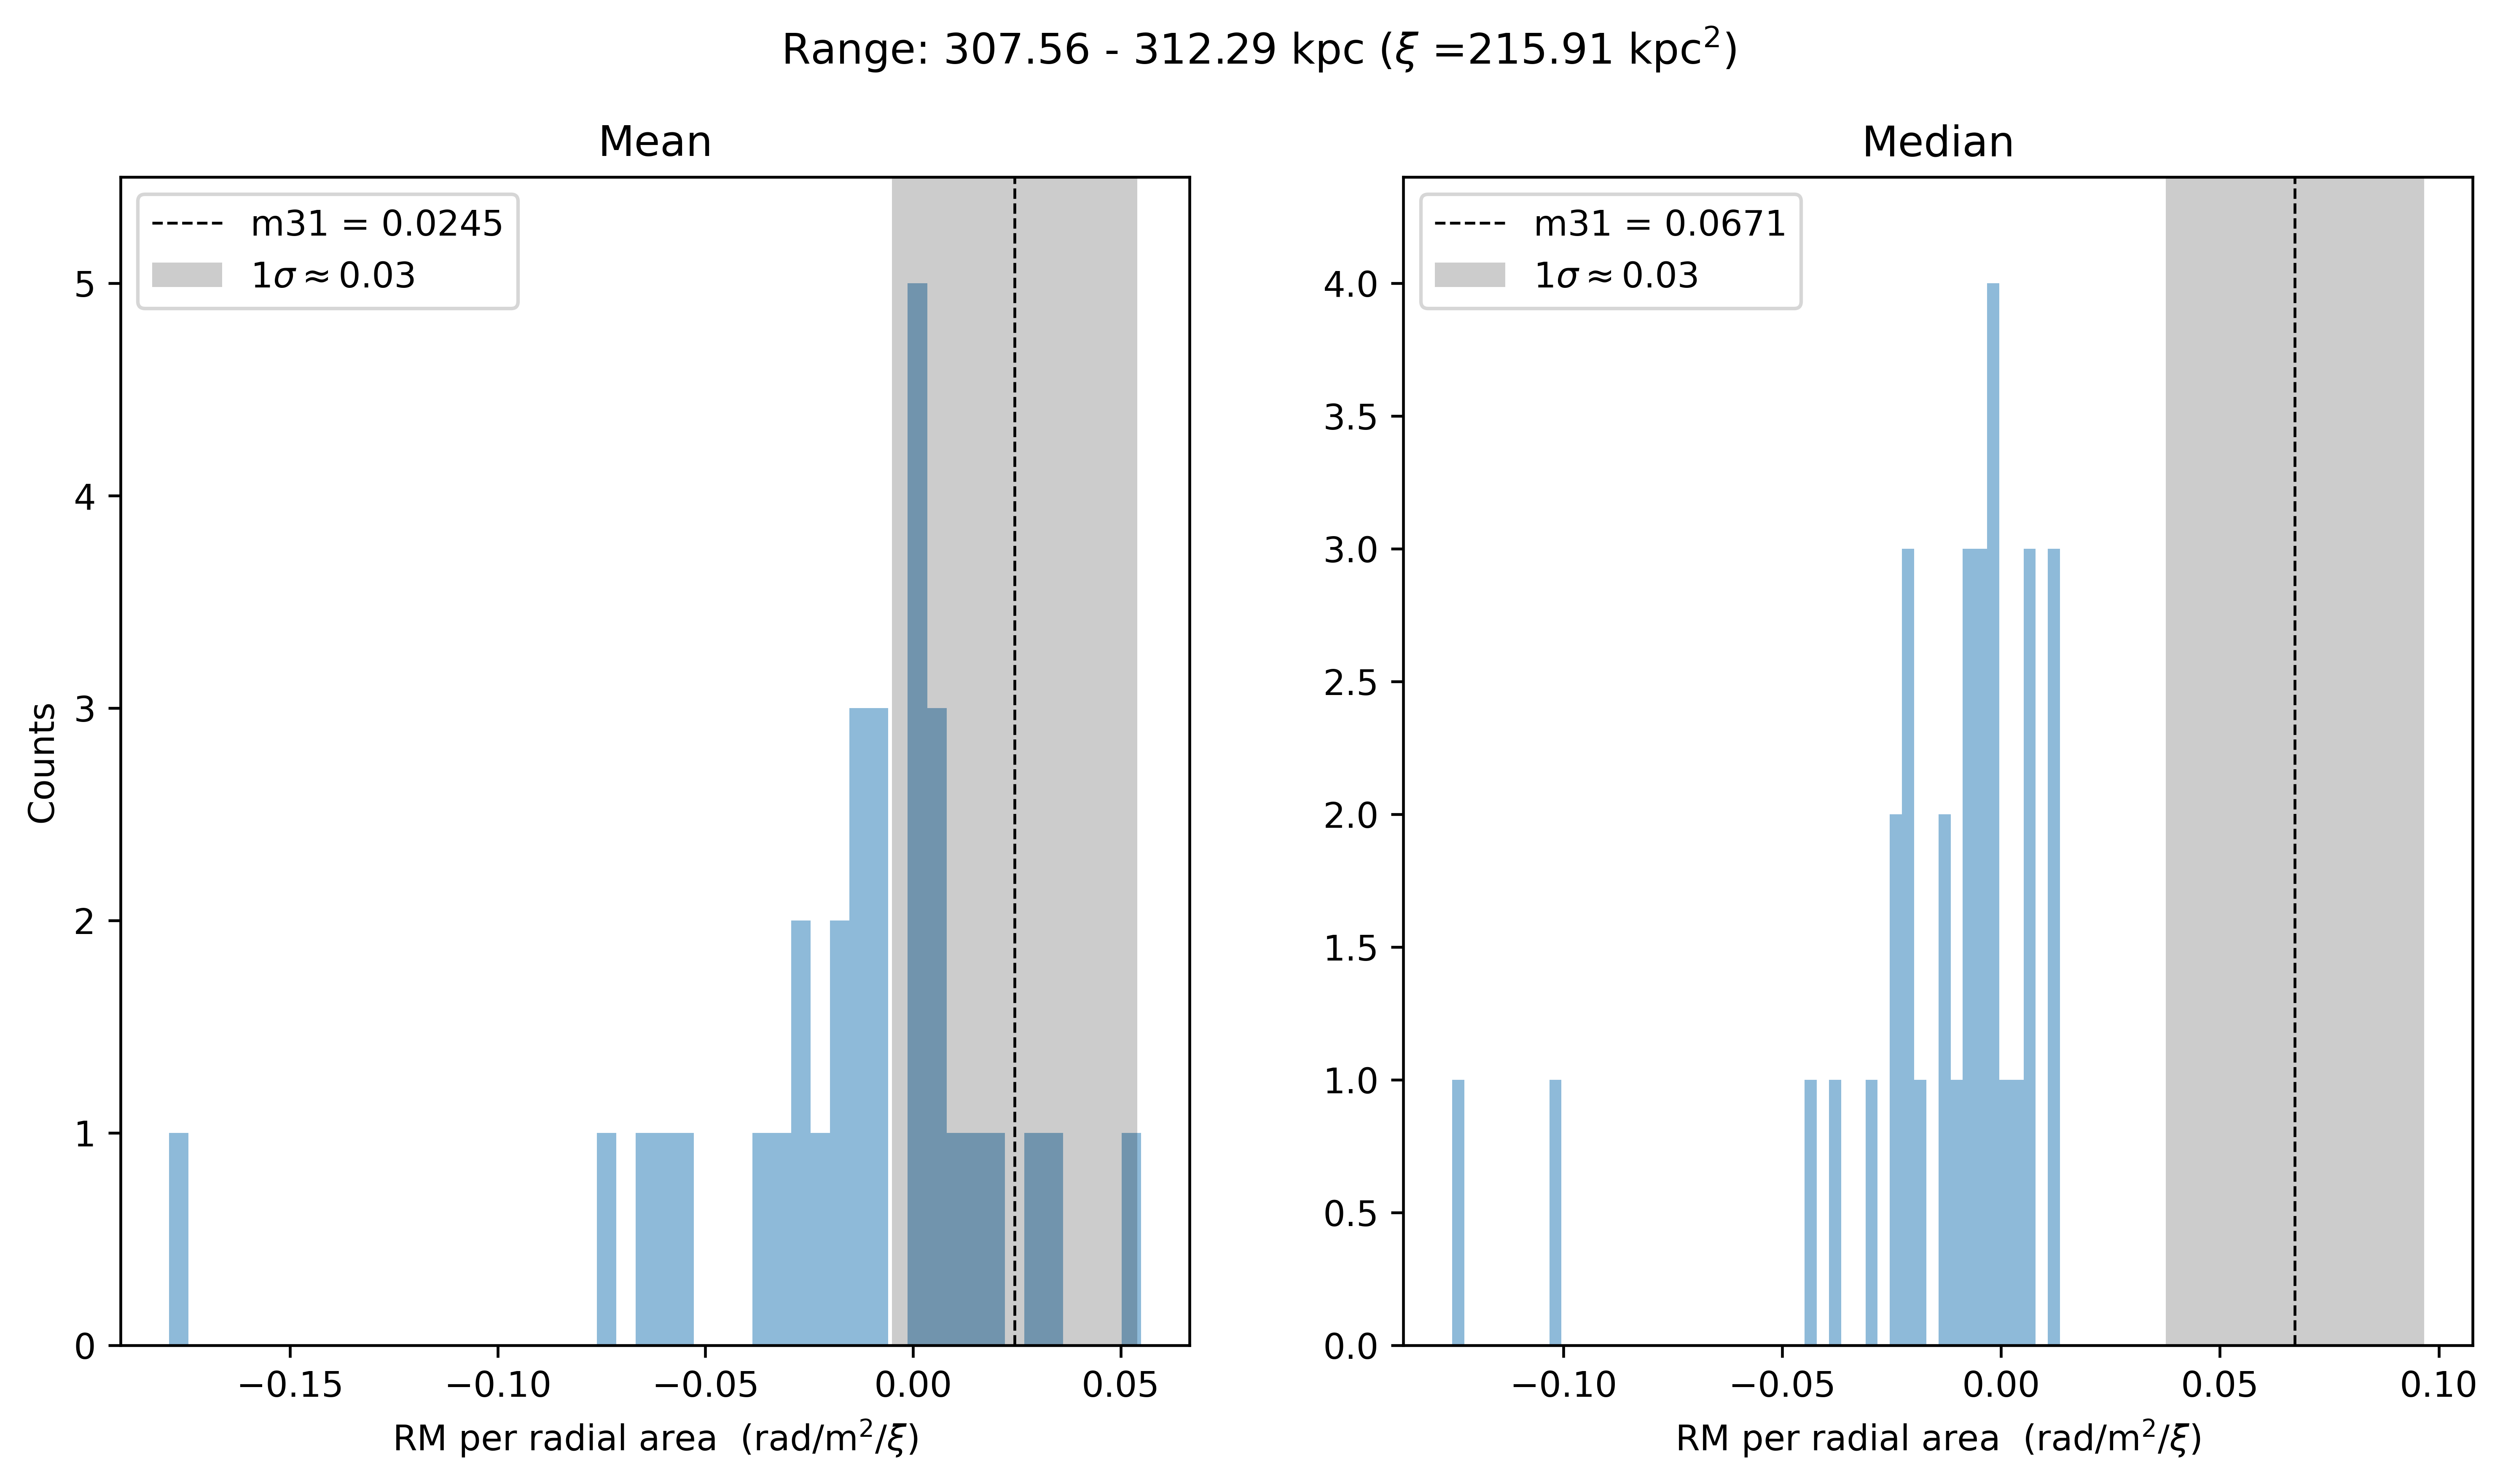 Range: 307.56 - 312.29 kpc (ξ =215.91 kpc²)
Mean
m31 = 0.0245
1σ ≈ 0.03
5
4
3
2
1
0
Counts
−0.15 −0.10 −0.05 0.00 0.05
RM per radial area (rad/m²/ξ)
Median
m31 = 0.0671
1σ ≈ 0.03
4.0
3.5
3.0
2.5
2.0
1.5
1.0
0.5
0.0
−0.10 −0.05 0.00 0.05 0.10
RM per radial area (rad/m²/ξ)